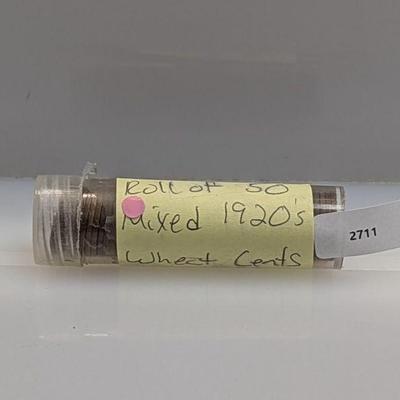 Roll of 50
Mixed 1920's
Wheat Cents
2711